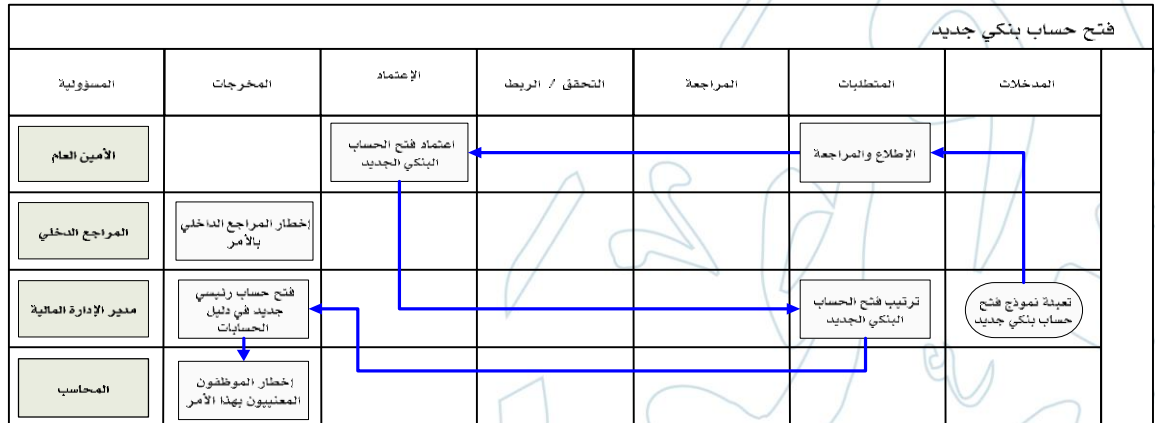 فتح حساب بنكي جديد
المدخلات
المتطلبات
المراجعة
التحقق / الربط
الإعتماد
المخرجات
المسؤولية
الإطلاع والمراجعة
اعتماد فتح الحساب
البنكي الجديد
الأمين العام
إخطار المراجع الداخلي
بالأمر
المراجع الدخلي
تعبئة نموذج فتح
حساب بنكي جديد
ترتيب فتح الحساب
البنكي الجديد
فتح حساب رئيسي
جديد في دليل
الحسابات
مدير الإدارة المالية
إخطار الموظفون
المعنييون بهذا الأمر
المحاسب